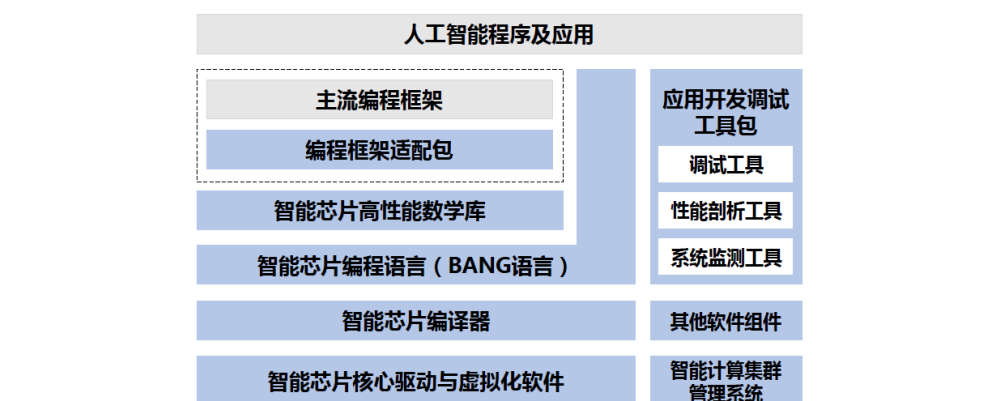 人工智能程序及应用
主流编程框架
编程框架适配包
智能芯片高性能数学库
智能芯片编程语言（BANG语言）
智能芯片编译器
智能芯片核心驱动与虚拟化软件
应用开发调试
工具包
调试工具
性能剖析工具
系统监测工具
其他软件组件
智能计算集群
管理系统